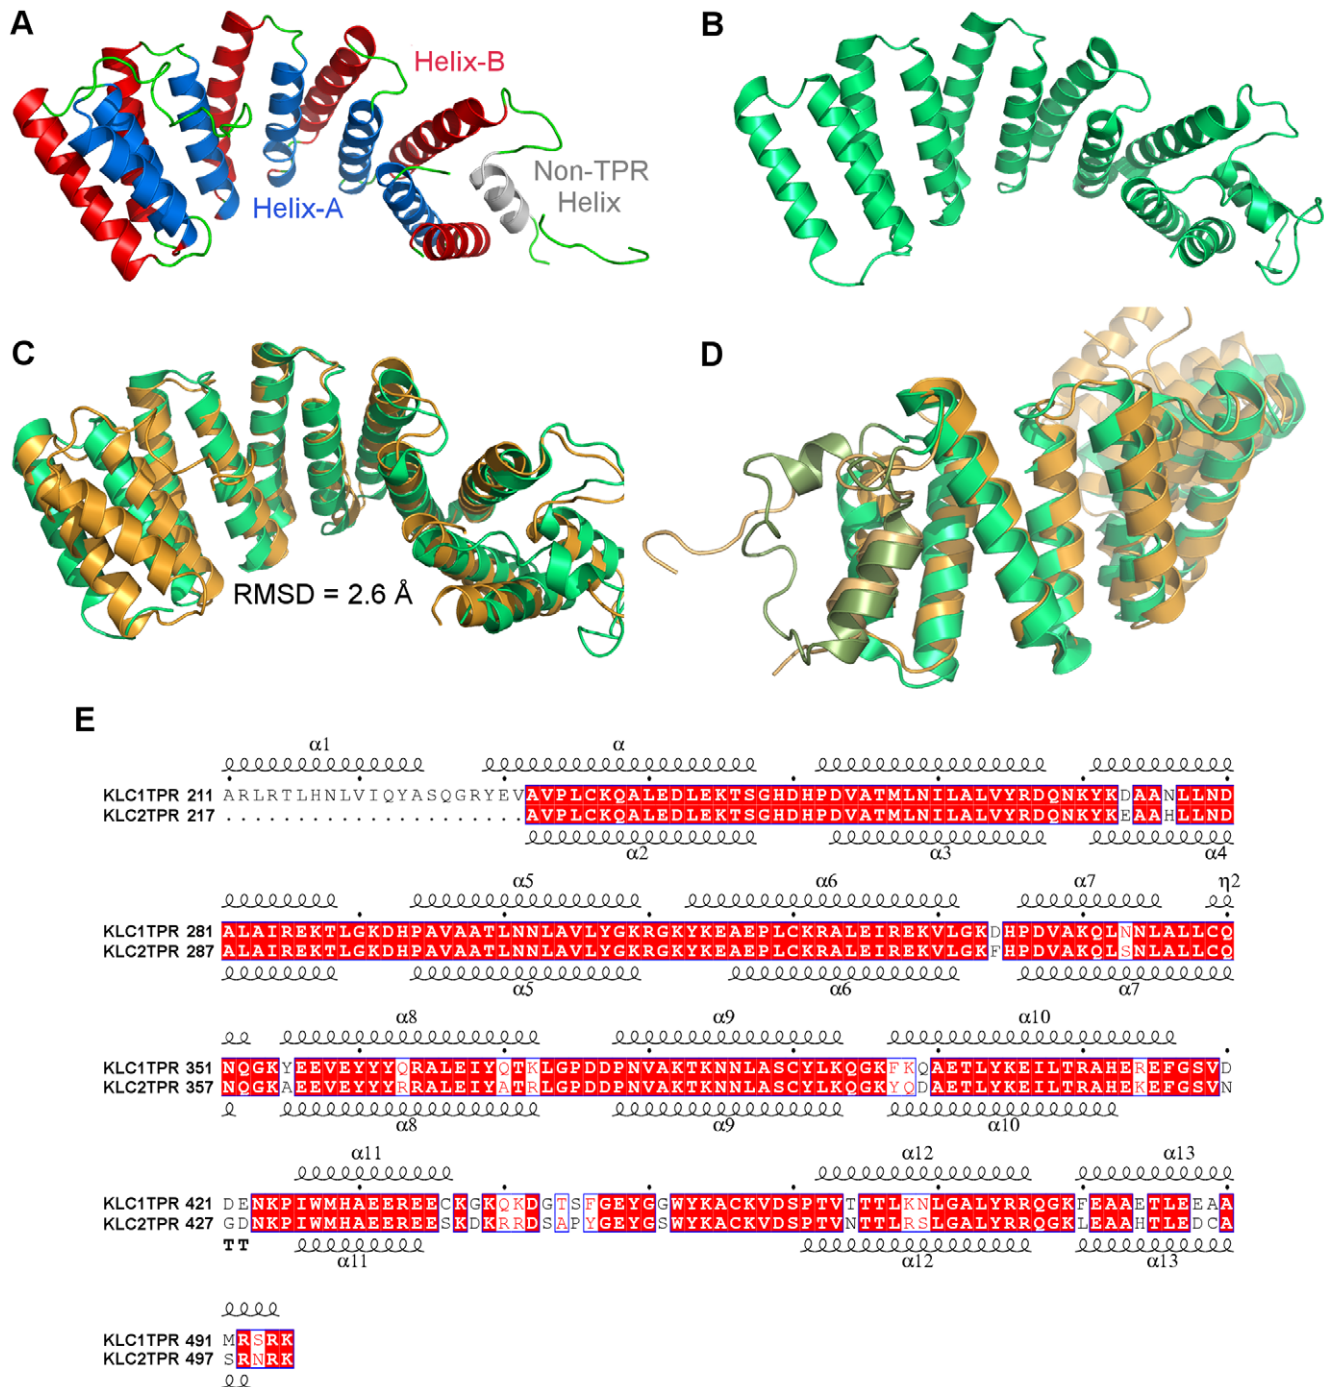 A
Helix-B
Helix-A
Non-TPR
Helix
B
C
RMSD = 2.6 Å
D
E
α1 α
KLC1TPR 211 ARLRTLHNLVIQYASQGRYEVAVPLCKQALEDLEKTSGHDHPDVATMLNILALVYRDQNKYKDAANLLND
KLC2TPR 217 .....................AVPLCKQALEDLEKTSGHDHPDVATMLNILALVYRDQNKYKEAAHLLND
α2 α3 α4
α5 α6 α7 η2
KLC1TPR 281 ALAIREKTLGKDHPAVAATLNNLAVLYGKRGKYKEAEPLCKRALEIREKVLGKDHPDVAKQLNNLALLCQ
KLC2TPR 287 ALAIREKTLGKDHPAVAATLNNLAVLYGKRGKYKEAEPLCKRALEIREKVLGKFHPDVAKQLSNLALLCQ
α5 α6 α7
α8 α9 α10
KLC1TPR 351 NQGKYEEVEYYYQRALEIYQTKLGPDDPNVAKTKNNLASCYLKQGKFKQAETLYKEILTRAHEREFGSVD
KLC2TPR 357 NQGKAEEVEYYYRRALEIYATRLGPDDPNVAKTKNNLASCYLKQGKYQDAETLYKEILTRAHEKEFGSVN
α8 α9 α10
α11 α12 α13
KLC1TPR 421 DENKPIWMHAEEREECKGKQKDGTSFGEYGGWYKACKVDSPTVTTTLKNLGALYRRQGKFEAAETLEEAA
KLC2TPR 427 GDNKPIWMHAEEREESKDKRRDSAPYGEYGSWYKACKVDSPTVNTTLRSLGALYRRQGKLEAAHTLEDCA
TT α11 α12 α13
KLC1TPR 491 MRSRK
KLC2TPR 497 SRNRK